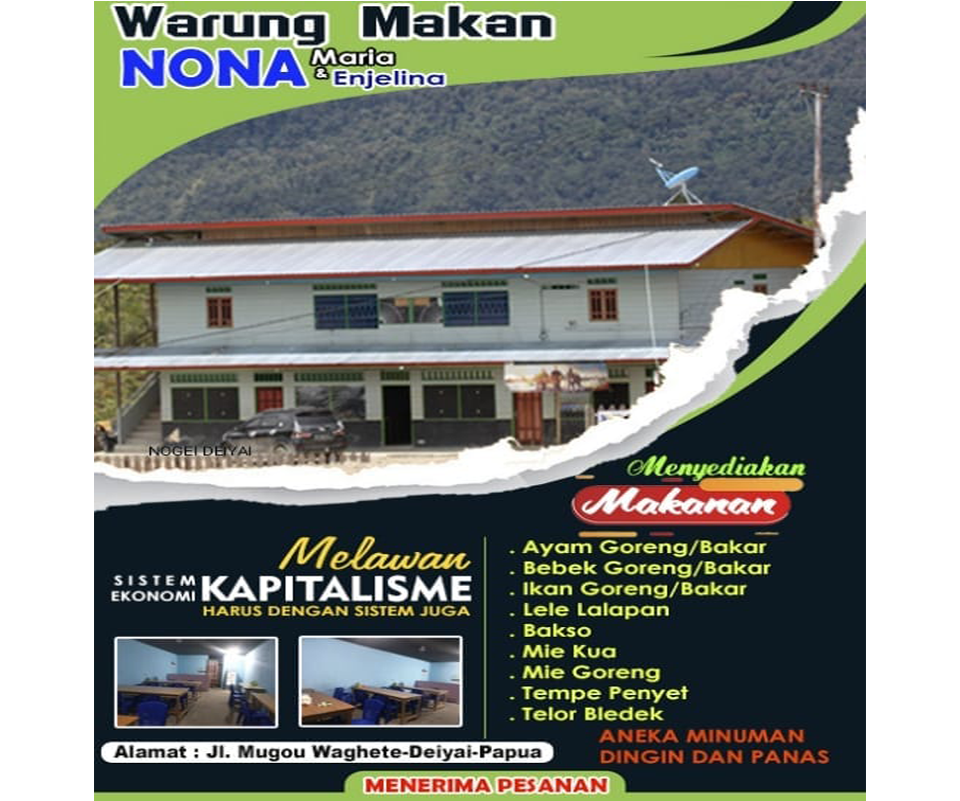 Warung Makan
NONA Maria
& Enjelina
NOGEI DEIYAI
Menyediakan
Makanan
. Ayam Goreng/Bakar
. Bebek Goreng/Bakar
. Ikan Goreng/Bakar
. Lele Lalapan
. Bakso
. Mie Kua
. Mie Goreng
. Tempe Penyet
. Telor Bledek
ANEKA MINUMAN
DINGIN DAN PANAS
Melawan
SISTEM
EKONOMI KAPITALISME
HARUS DENGAN SISTEM JUGA
Alamat : Jl. Mugou Waghete-Deiyai-Papua
MENERIMA PESANAN